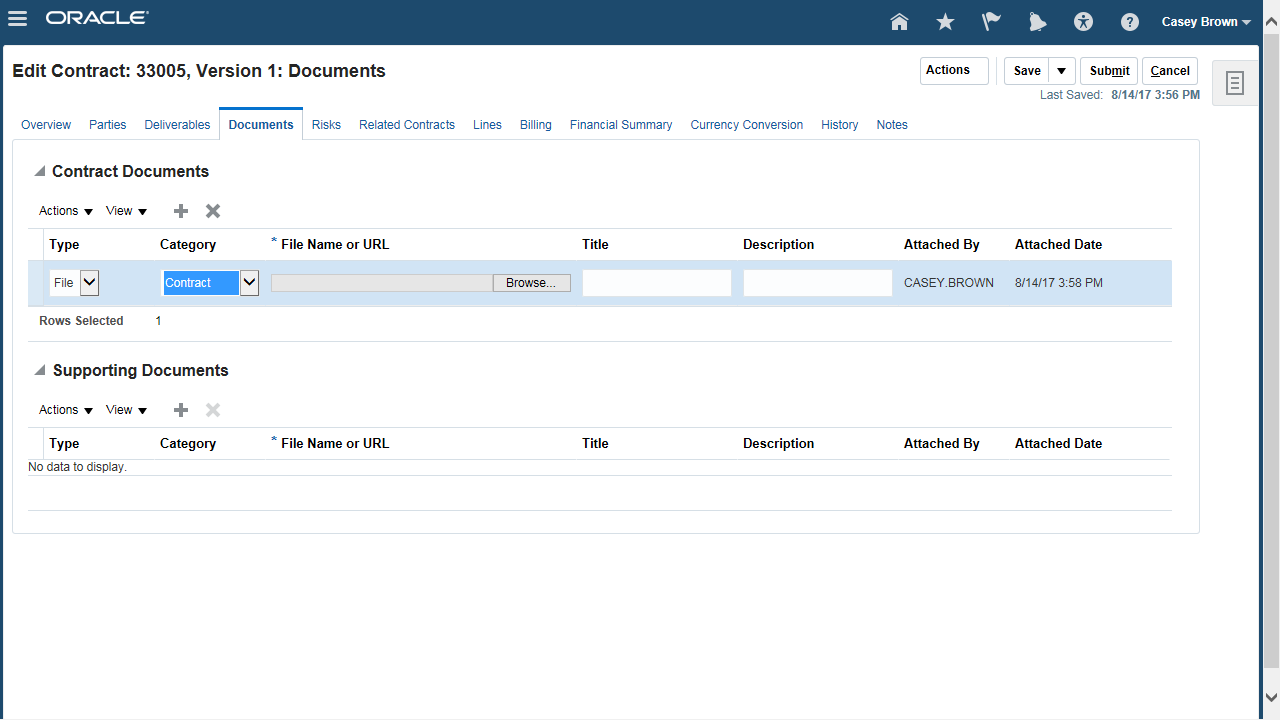 ORACLE
Casey Brown
Edit Contract: 33005, Version 1: Documents
Actions Save Submit Cancel
Last Saved: 8/14/17 3:56 PM
Overview Parties Deliverables Documents Risks Related Contracts Lines Billing Financial Summary Currency Conversion History Notes
Contract Documents
Actions View
Type Category * File Name or URL Title Description Attached By Attached Date
File Contract Browse... CASEY.BROWN 8/14/17 3:58 PM
Rows Selected 1
Supporting Documents
Actions View
Type Category * File Name or URL Title Description Attached By Attached Date
No data to display.